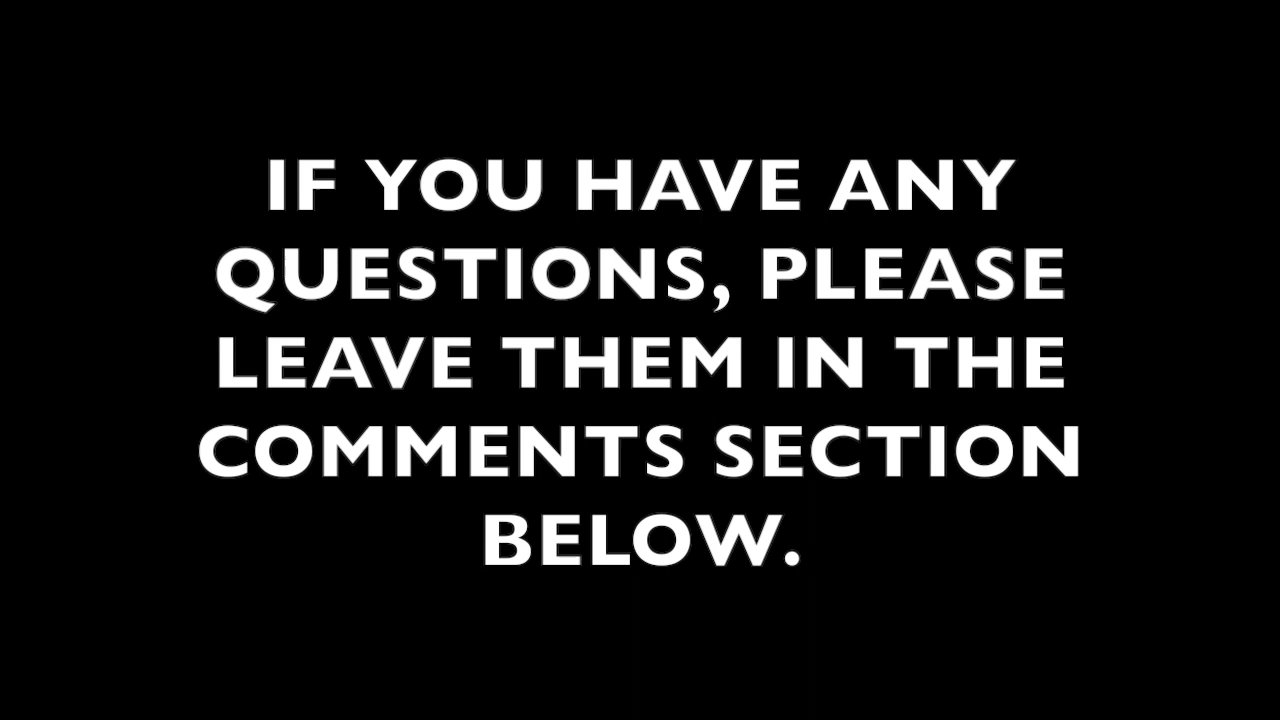 IF YOU HAVE ANY
QUESTIONS, PLEASE
LEAVE THEM IN THE
COMMENTS SECTION
BELOW.